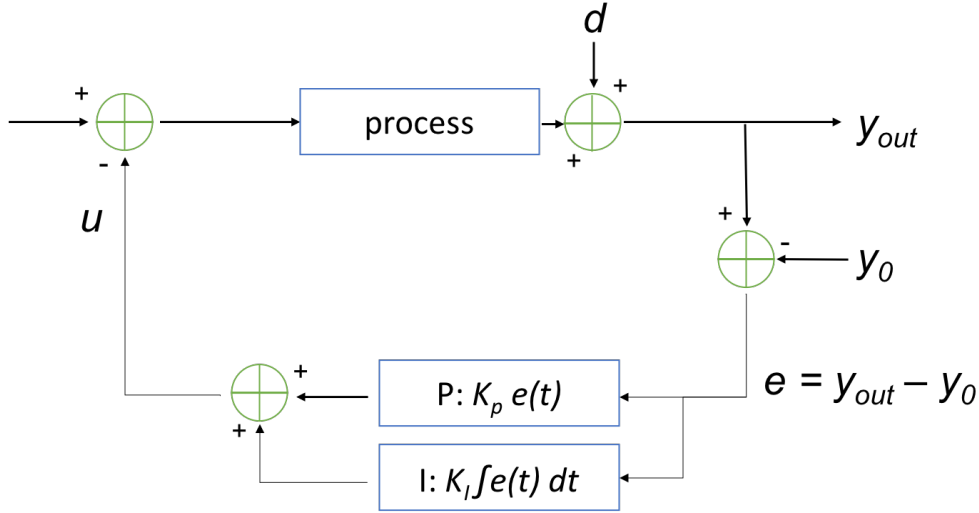 d
+
+
process
+
-
y_out
u
+
-
y_0
+
P: K_p e(t)
e = y_out – y_0
+
I: K_I ∫e(t) dt